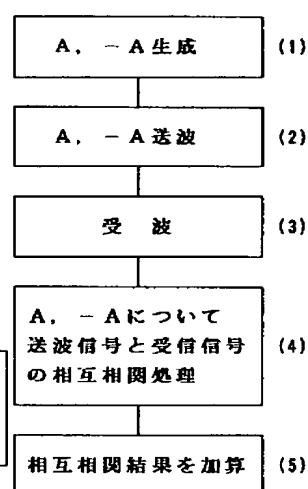 A, －A生成 (1)
A, －A送波 (2)
受 波 (3)
A, －Aについて
送波信号と受信信号 (4)
の相互相関処理
相互相関結果を加算 (5)